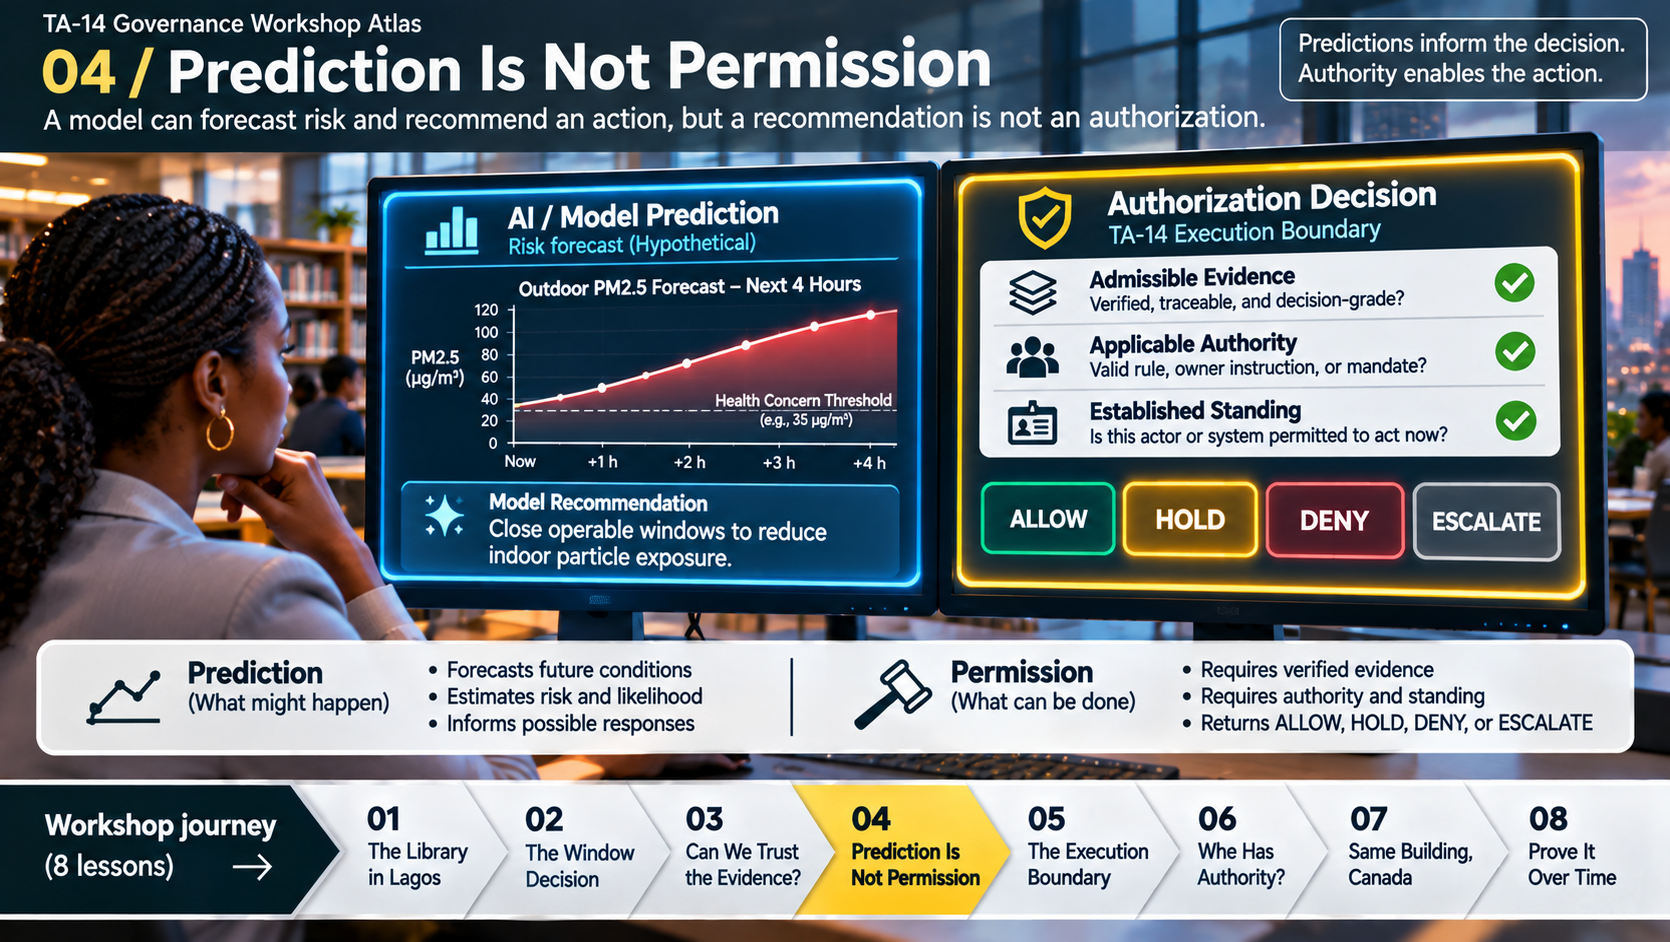 TA-14 Governance Workshop Atlas
04 / Prediction Is Not Permission
A model can forecast risk and recommend an action, but a recommendation is not an authorization.
Predictions inform the decision.
Authority enables the action.
AI / Model Prediction
Risk forecast (Hypothetical)
Outdoor PM2.5 Forecast – Next 4 Hours
PM2.5
(µg/m³)
120
100
80
60
40
20
0
Health Concern Threshold
(e.g., 35 µg/m³)
Now +1 h +2 h +3 h +4 h
Model Recommendation
Close operable windows to reduce
indoor particle exposure.
Authorization Decision
TA-14 Execution Boundary
Admissible Evidence
Verified, traceable, and decision-grade?
Applicable Authority
Valid rule, owner instruction, or mandate?
Established Standing
Is this actor or system permitted to act now?
ALLOW HOLD DENY ESCALATE
Prediction
(What might happen)
• Forecasts future conditions
• Estimates risk and likelihood
• Informs possible responses
Permission
(What can be done)
• Requires verified evidence
• Requires authority and standing
• Returns ALLOW, HOLD, DENY, or ESCALATE
Workshop journey
(8 lessons)
01
The Library
in Lagos
02
The Window
Decision
03
Can We Trust
the Evidence?
04
Prediction Is
Not Permission
05
The Execution
Boundary
06
Whe Has
Authority?
07
Same Building,
Canada
08
Prove It
Over Time